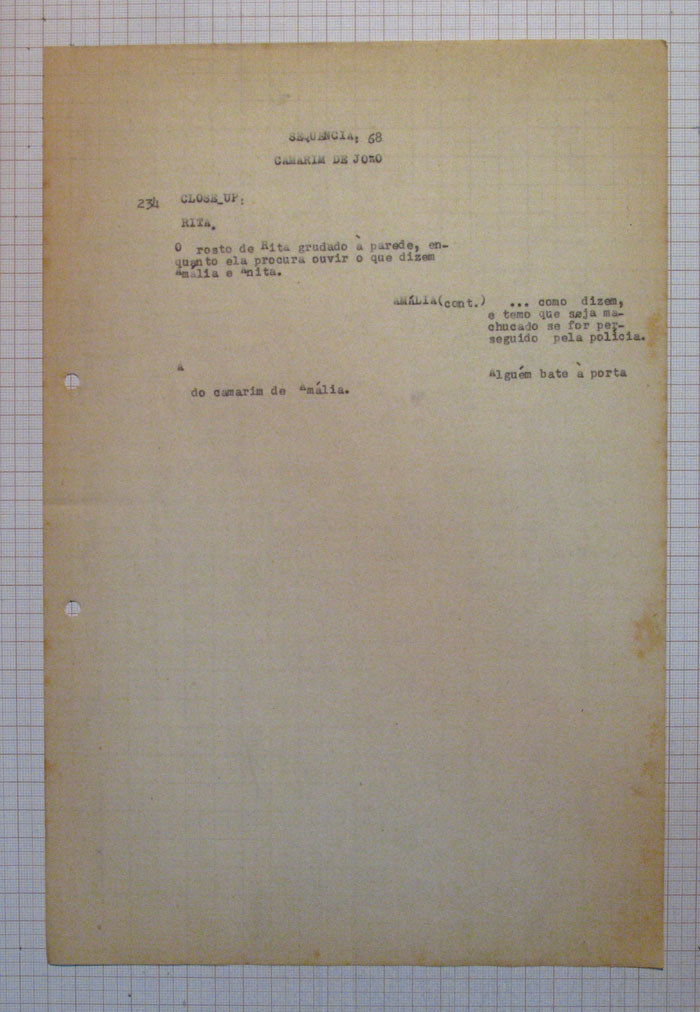 SEQUENCIA; 68
CAMARIM DE JOÃO
234 CLOSE_UP;
RITA.
O rosto de Rita grudado à parede, en-
quanto ela procura ouvir o que dizem
Amália e Anita.
AMÁLIA(cont.) ... como dizem,
e temo que seja ma-
chucado se for per-
seguido pela polícia.
A
Alguém bate à porta
do camarim de Amália.